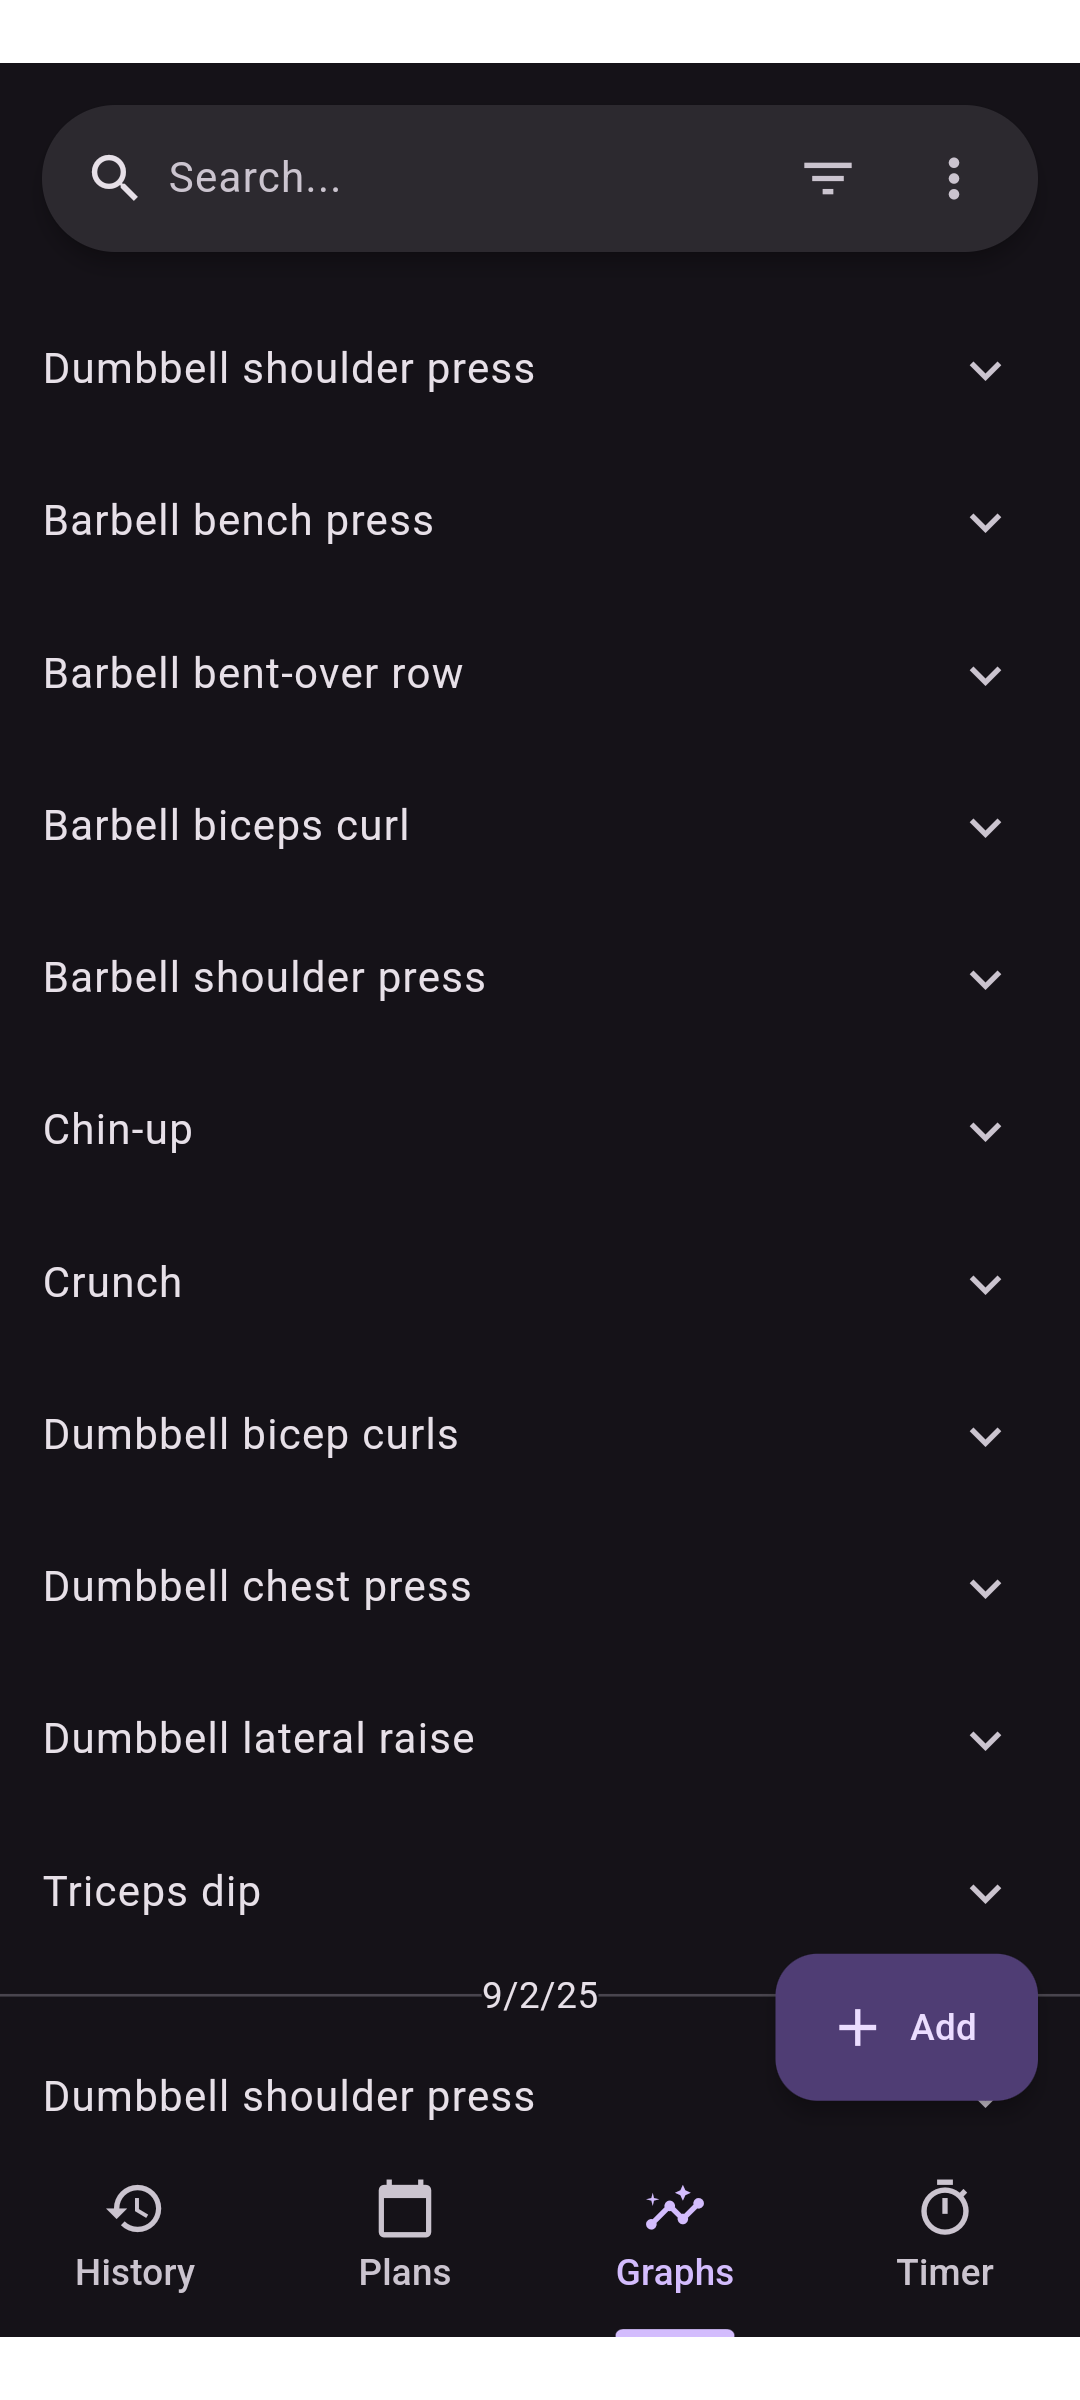 Search...
Dumbbell shoulder press
Barbell bench press
Barbell bent-over row
Barbell biceps curl
Barbell shoulder press
Chin-up
Crunch
Dumbbell bicep curls
Dumbbell chest press
Dumbbell lateral raise
Triceps dip
9/2/25
Add
Dumbbell shoulder press
History
Plans
Graphs
Timer